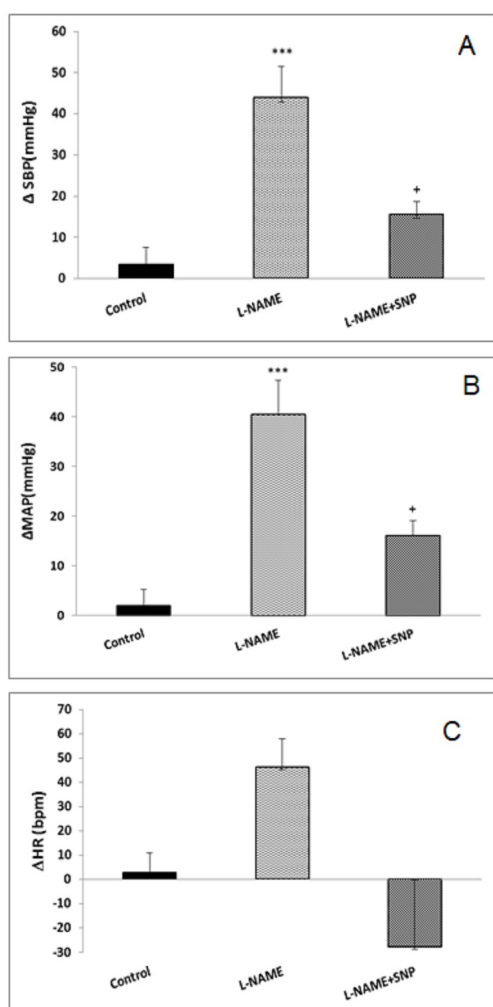 A
Δ SBP(mmHg)
60
50
40
30
20
10
0
***
+
Control
L-NAME
L-NAME+SNP
B
ΔMAP(mmHg)
50
40
30
20
10
0
***
+
Control
L-NAME
L-NAME+SNP
C
ΔHR (bpm)
70
60
50
40
30
20
10
0
-10
-20
-30
Control
L-NAME
L-NAME+SNP